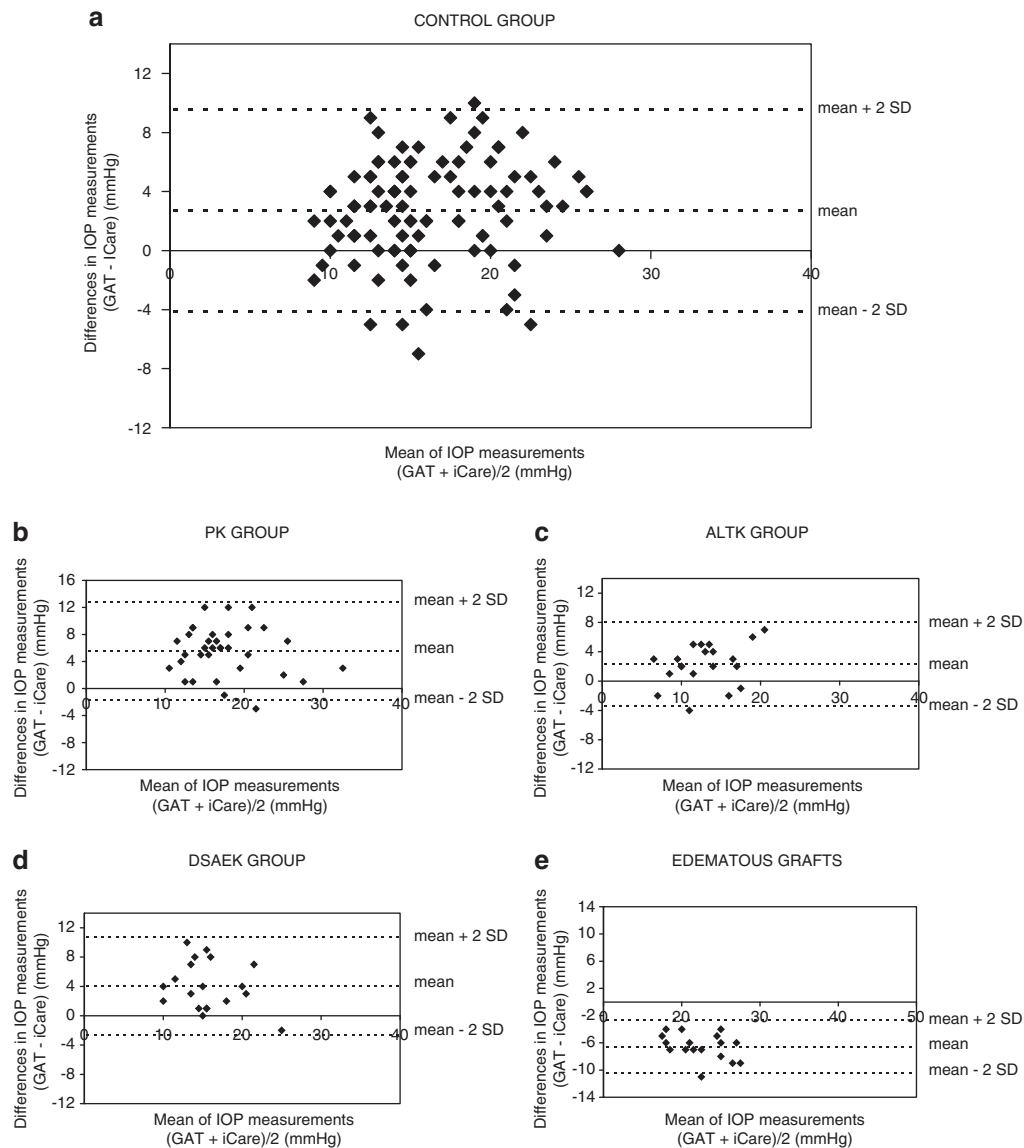 a
CONTROL GROUP
Differences in IOP measurements
(GAT - ICare) (mmHg)
12
8
4
0
-4
-8
-12
0
10
20
30
40
mean + 2 SD
mean
mean - 2 SD
Mean of IOP measurements
(GAT + iCare)/2 (mmHg)
b
PK GROUP
Differences in IOP measurements
(GAT - iCare) (mmHg)
16
12
8
4
0
-4
-8
-12
0
10
20
30
40
mean + 2 SD
mean
mean - 2 SD
Mean of IOP measurements
(GAT + iCare)/2 (mmHg)
c
ALTK GROUP
Differences in IOP measurements
(GAT - iCare) (mmHg)
12
8
4
0
-4
-8
-12
0
10
20
30
40
mean + 2 SD
mean
mean - 2 SD
Mean of IOP measurements
(GAT + iCare)/2 (mmHg)
d
DSAEK GROUP
Differences in IOP measurements
(GAT - iCare) (mmHg)
12
8
4
0
-4
-8
-12
0
10
20
30
40
mean + 2 SD
mean
mean - 2 SD
Mean of IOP measurements
(GAT + iCare)/2 (mmHg)
e
EDEMATOUS GRAFTS
Differences in IOP measurements
(GAT - iCare) (mmHg)
14
10
6
2
-2
-6
-10
-14
0
10
20
30
40
50
mean + 2 SD
mean
mean - 2 SD
Mean of IOP measurements
(GAT + iCare)/2 (mmHg)